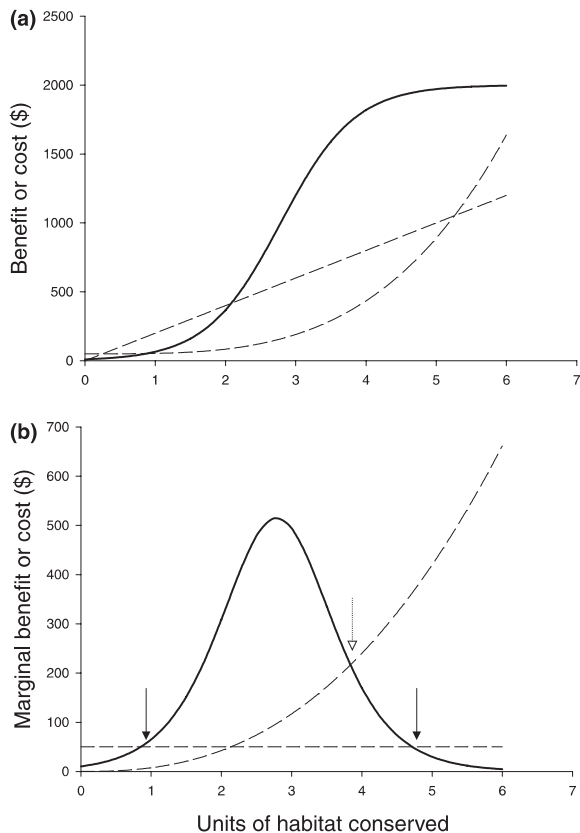 (a)
2500
2000
1500
1000
500
0
0 1 2 3 4 5 6 7
Benefit or cost ($)
(b)
700
600
500
400
300
200
100
0
0 1 2 3 4 5 6 7
Marginal benefit or cost ($)
Units of habitat conserved